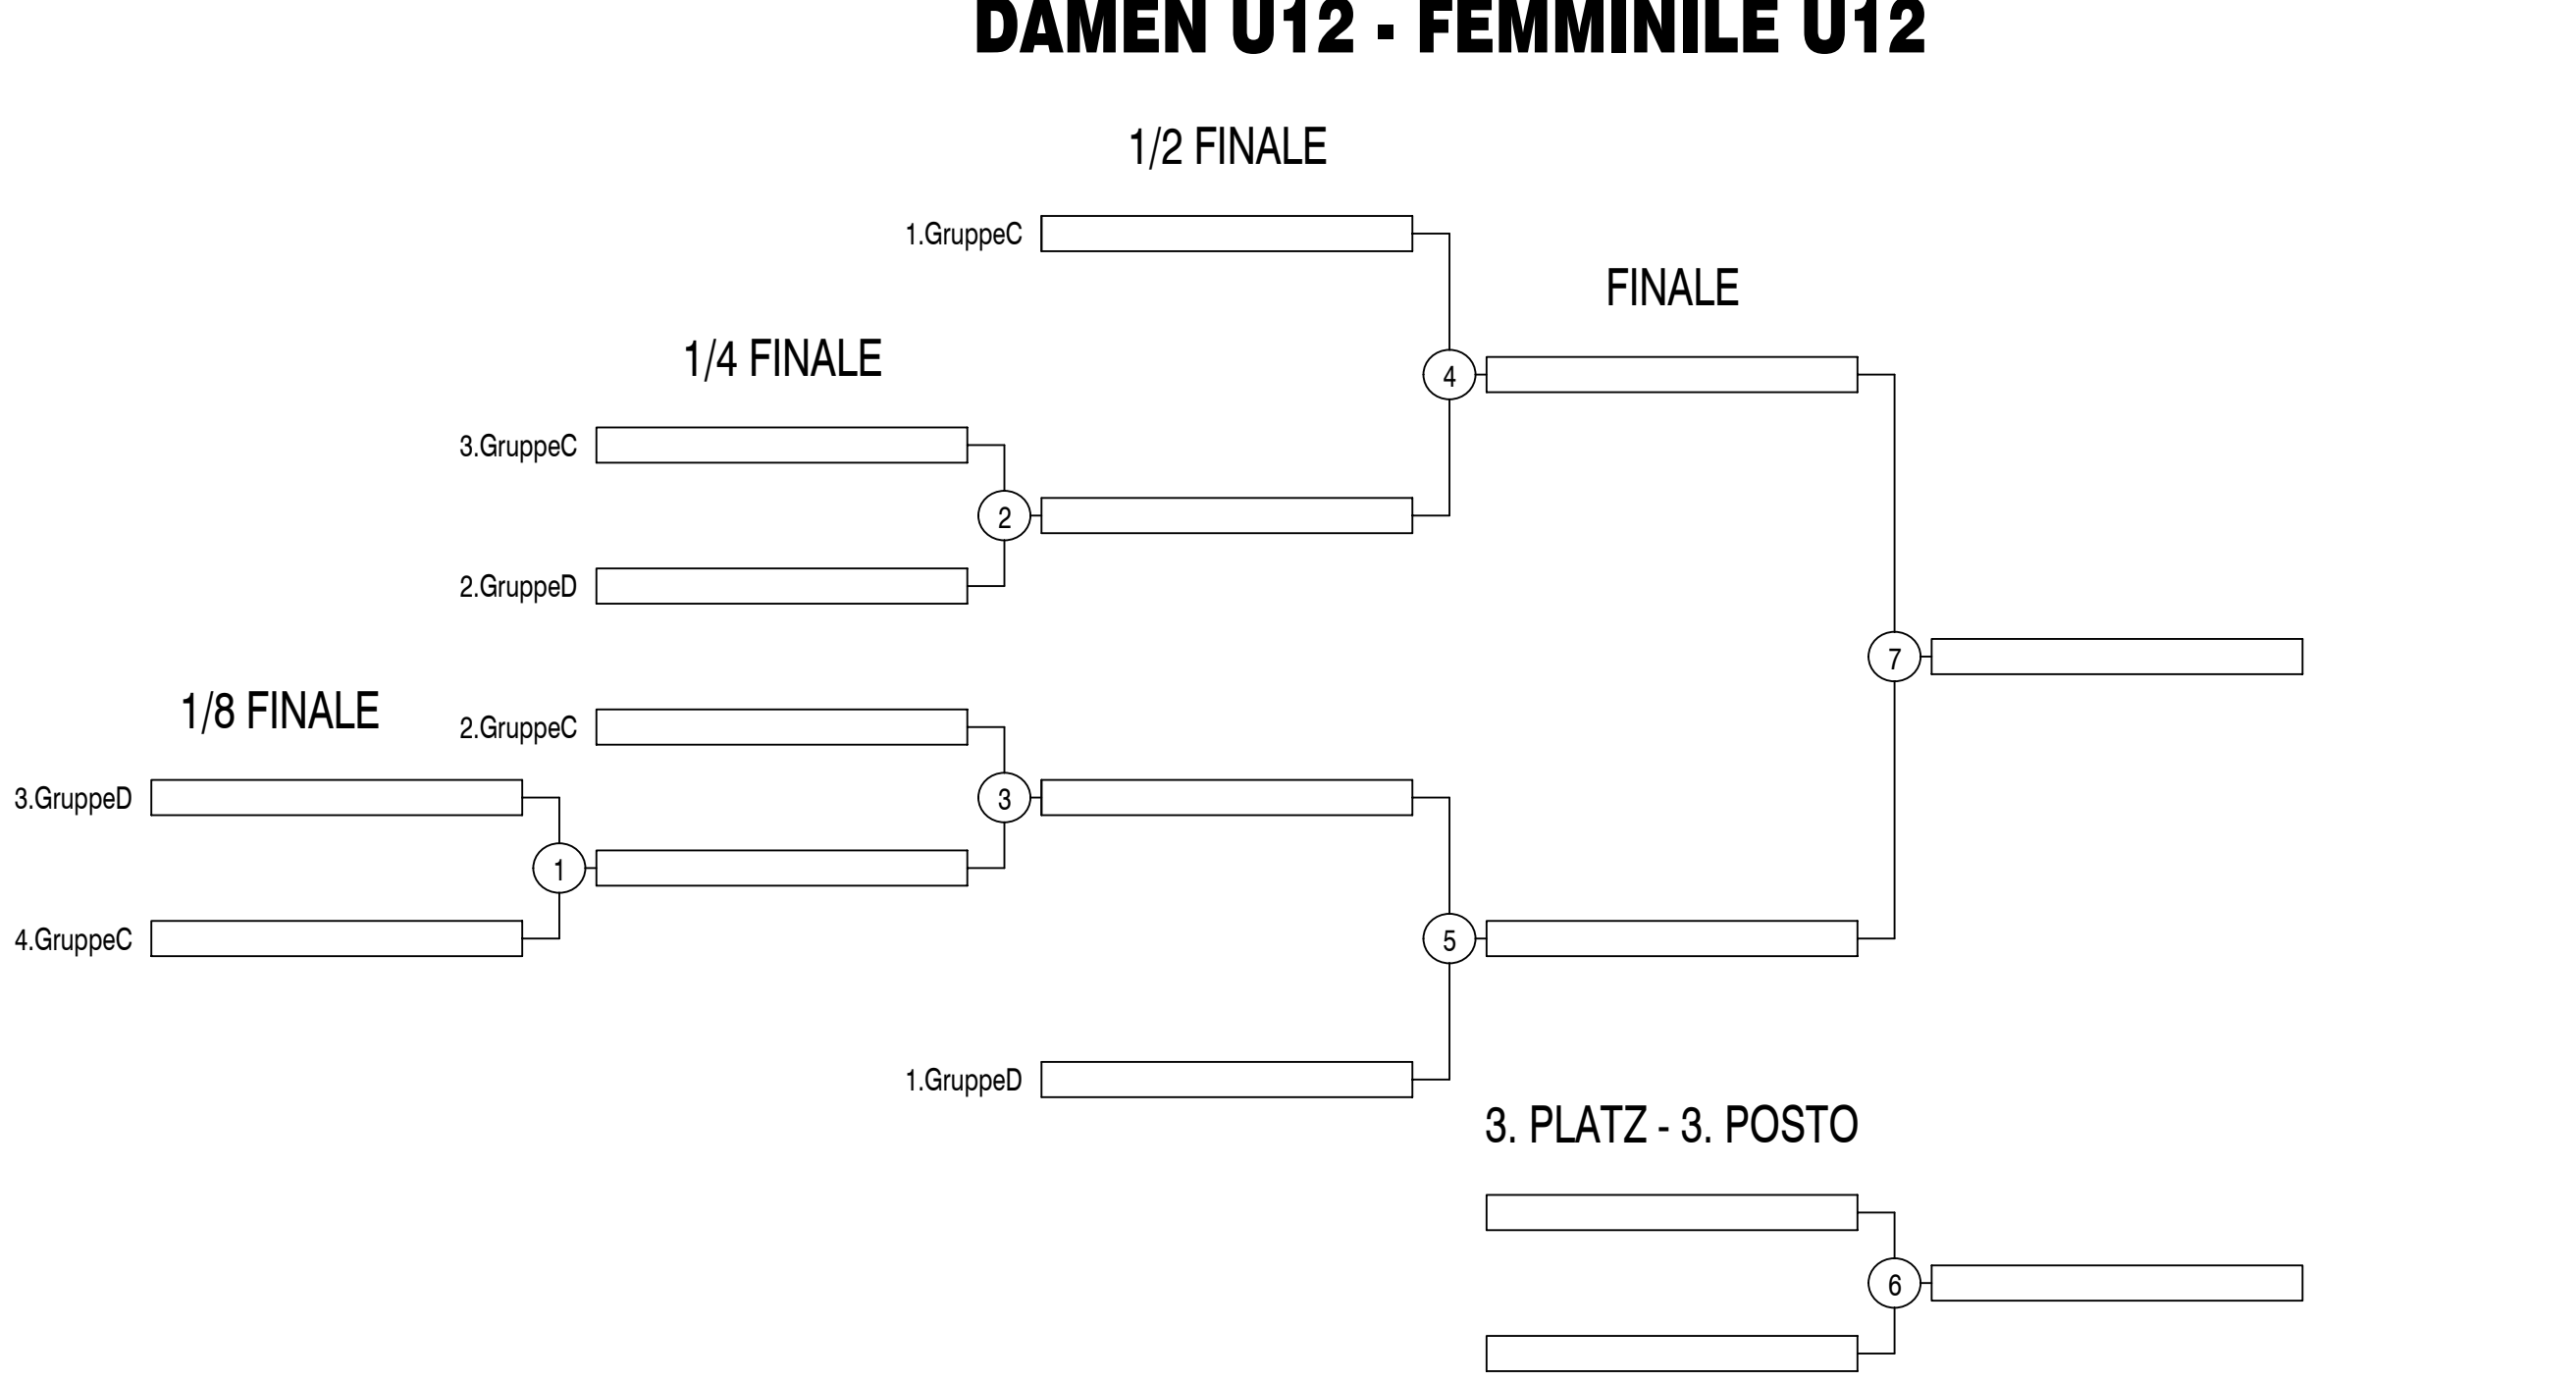 DAMEN U12 - FEMMINILE U12
1/2 FINALE
1.GruppeC
FINALE
1/4 FINALE
4
3.GruppeC
2
2.GruppeD
7
1/8 FINALE
2.GruppeC
3.GruppeD
3
1
4.GruppeC
5
1.GruppeD
3. PLATZ - 3. POSTO
6